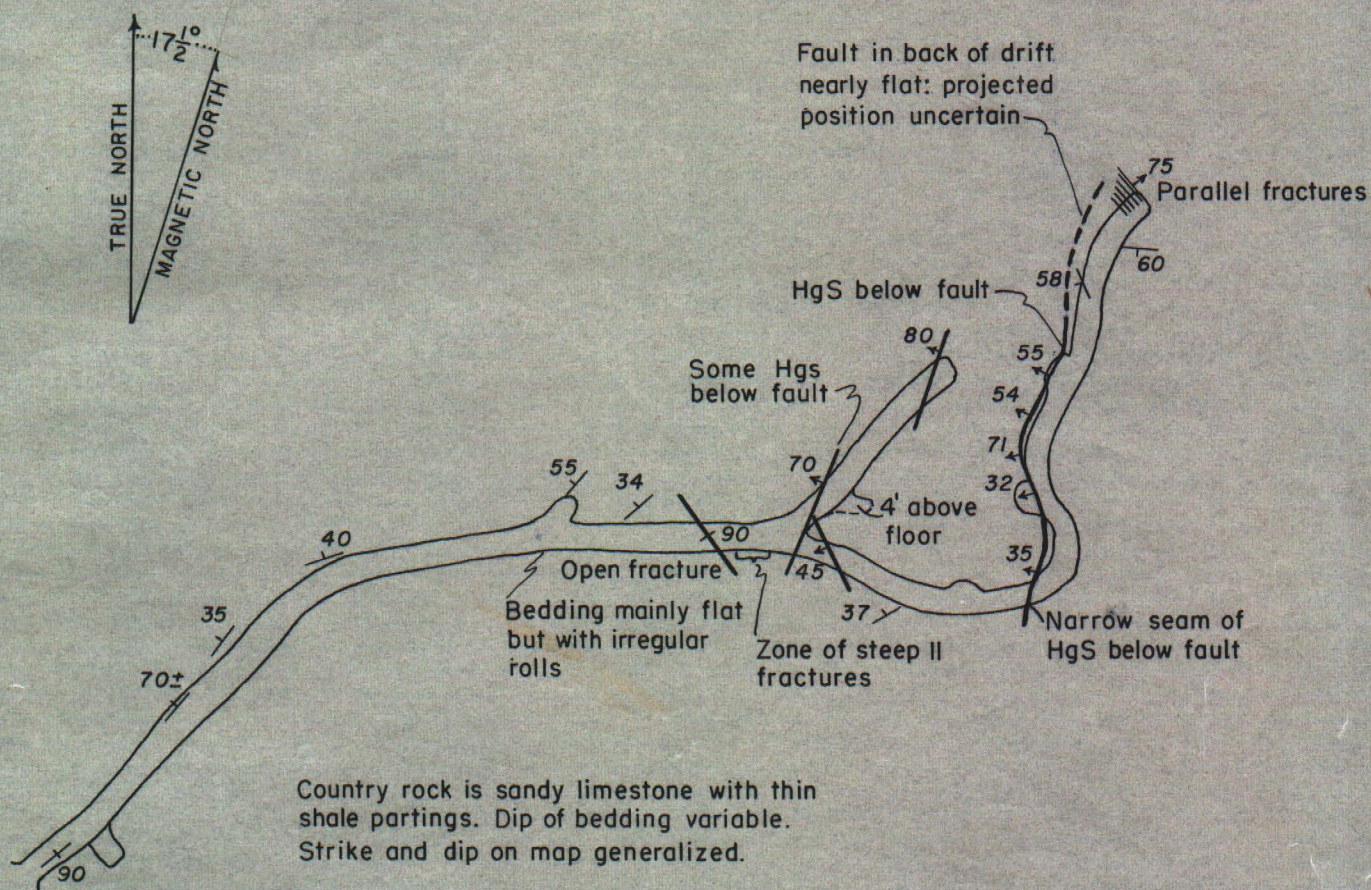 17 1/2°
TRUE NORTH
MAGNETIC NORTH
Fault in back of drift
nearly flat: projected
position uncertain
75
Parallel fractures
60
58
HgS below fault
80
55
Some Hgs
below fault
54
71
70
32
55
34
4' above
floor
90
40
45
35
Open fracture
Bedding mainly flat
but with irregular
rolls
37
Zone of steep II
fractures
Narrow seam of
HgS below fault
35
70±
Country rock is sandy limestone with thin
shale partings. Dip of bedding variable.
Strike and dip on map generalized.
90